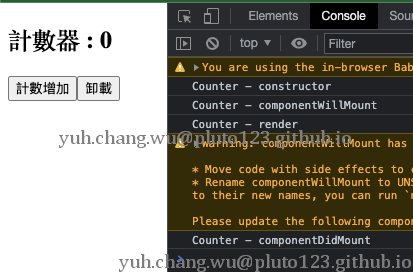 計數器 : 0
計數增加 卸載
Elements Console
top Filter
You are using the in-browser Bab
Counter – constructor
Counter – componentWillMount
Counter – render
yuh.chang.wu@pluto123.github.io
Warning: componentWillMount has
* Move code with side effects to c
* Rename componentWillMount to UNS
to their new names, you can run `n
Please update the following compon
Counter – componentDidMount
yuh.chang.wu@pluto123.github.io